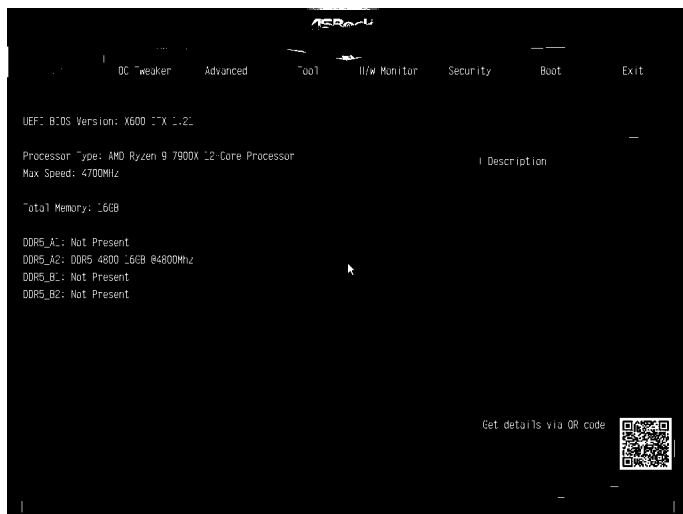 ASRock
OC Tweaker Advanced Tool H/W Monitor Security Boot Exit
UEFI BIOS Version: X600 ITX 1.21
Processor Type: AMD Ryzen 9 7900X 12-Core Processor
Max Speed: 4700MHz
Description
Total Memory: 16GB
DDR5_A1: Not Present
DDR5_A2: DDR5 4800 16GB @4800Mhz
DDR5_B1: Not Present
DDR5_B2: Not Present
Get details via QR code